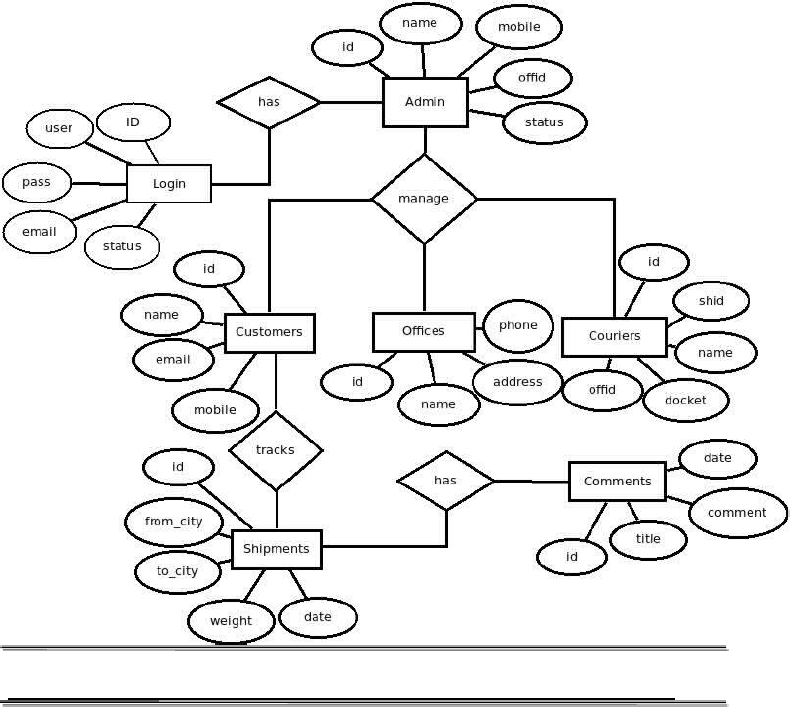 name
mobile
id
offid
has
Admin
status
user
ID
pass
Login
manage
email
status
id
id
name
shid
Customers
Offices
phone
Couriers
email
name
id
address
offid
docket
mobile
name
tracks
date
id
has
Comments
from_city
comment
Shipments
title
to_city
id
weight
date